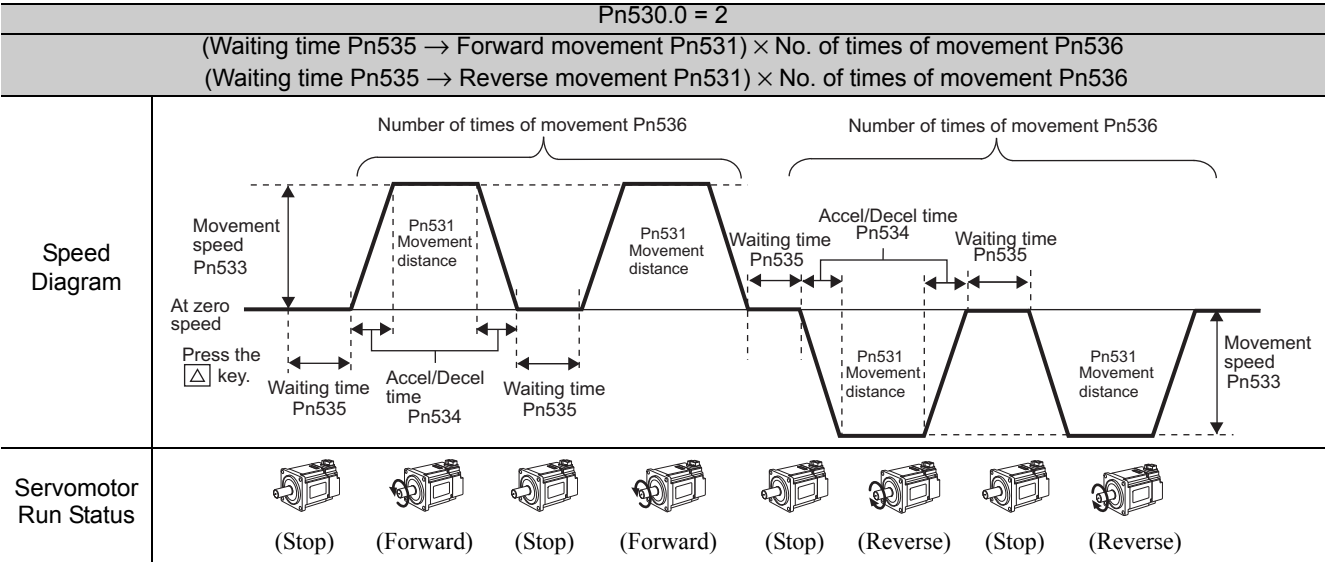 Pn530.0 = 2
(Waiting time Pn535 → Forward movement Pn531) × No. of times of movement Pn536
(Waiting time Pn535 → Reverse movement Pn531) × No. of times of movement Pn536
Speed
Diagram
Number of times of movement Pn536
Number of times of movement Pn536
Movement
speed
Pn533
Pn531
Movement
distance
Pn531
Movement
distance
Waiting time
Pn535
Accel/Decel time
Pn534
Waiting time
Pn535
At zero
speed
Press the
△ key.
Waiting time
Pn535
Accel/Decel
time
Pn534
Waiting time
Pn535
Pn531
Movement
distance
Pn531
Movement
distance
Movement
speed
Pn533
Servomotor
Run Status
(Stop) (Forward) (Stop) (Forward) (Stop) (Reverse) (Stop) (Reverse)